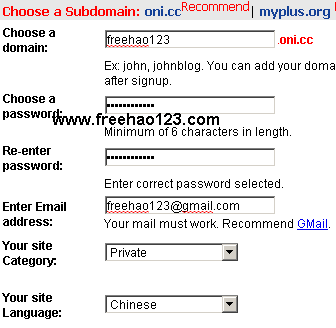 Choose a Subdomain: oni.cc Recommend | myplus.org
Choose a domain: freehao123 .oni.cc
Ex: john, johnblog. You can add your doma
after signup.
Choose a password: ••••••••••••
www.freehao123.com
Minimum of 6 characters in length.
Re-enter password: ••••••••••••
Enter correct password selected.
Enter Email address: freehao123@gmail.com
Your mail must work. Recommend GMail.
Your site Category: Private
Your site Language: Chinese